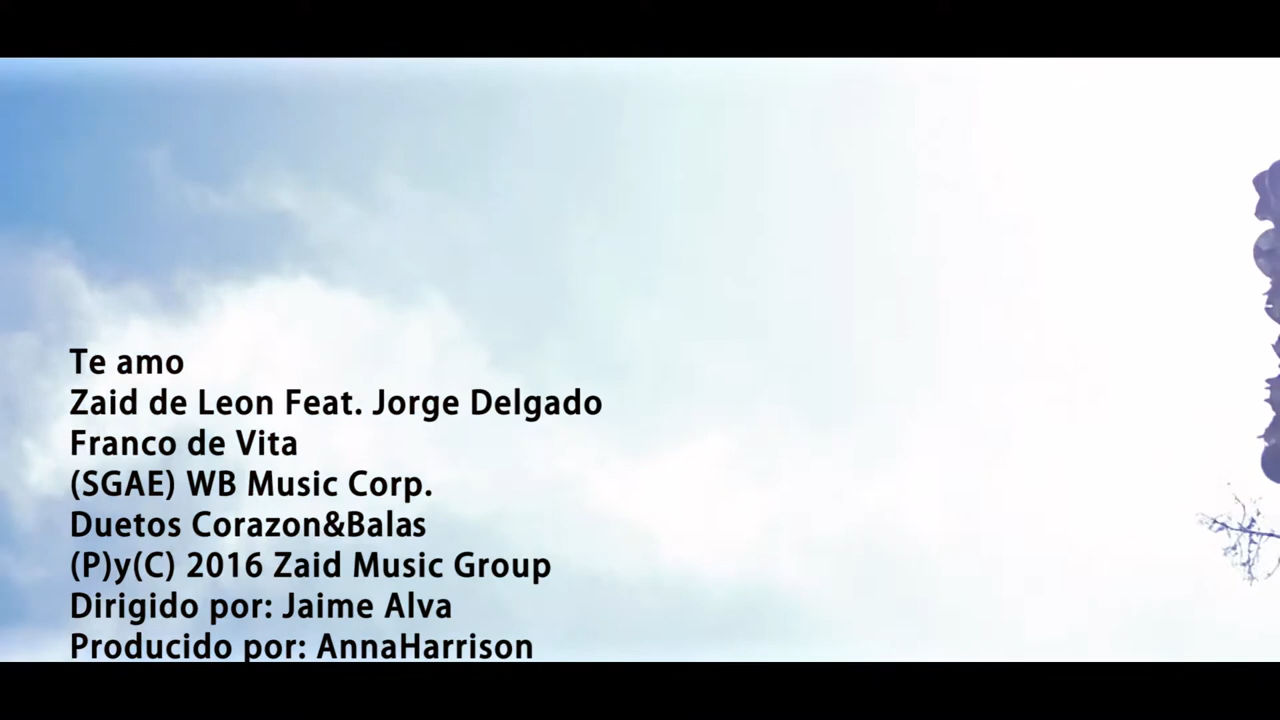 Te amo
Zaid de Leon Feat. Jorge Delgado
Franco de Vita
(SGAE) WB Music Corp.
Duetos Corazon&Balas
(P)y(C) 2016 Zaid Music Group
Dirigido por: Jaime Alva
Producido por: AnnaHarrison